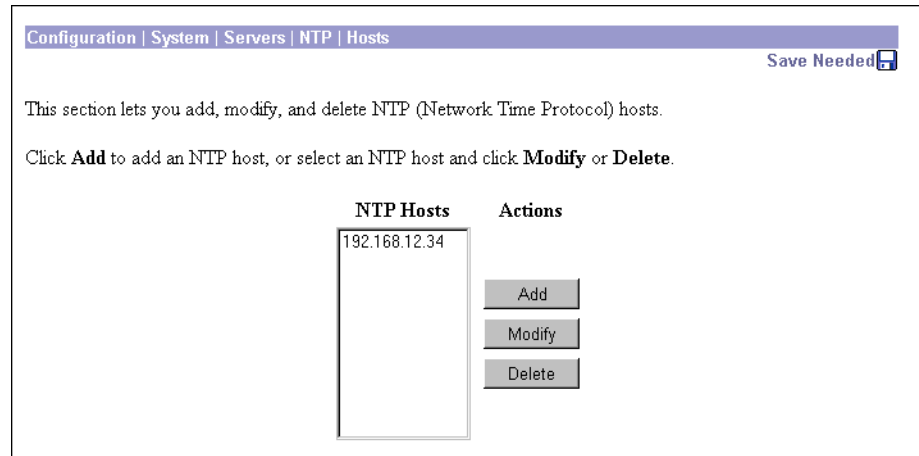 Configuration | System | Servers | NTP | Hosts
Save Needed
This section lets you add, modify, and delete NTP (Network Time Protocol) hosts.
Click Add to add an NTP host, or select an NTP host and click Modify or Delete.
NTP Hosts Actions
192.168.12.34
Add
Modify
Delete